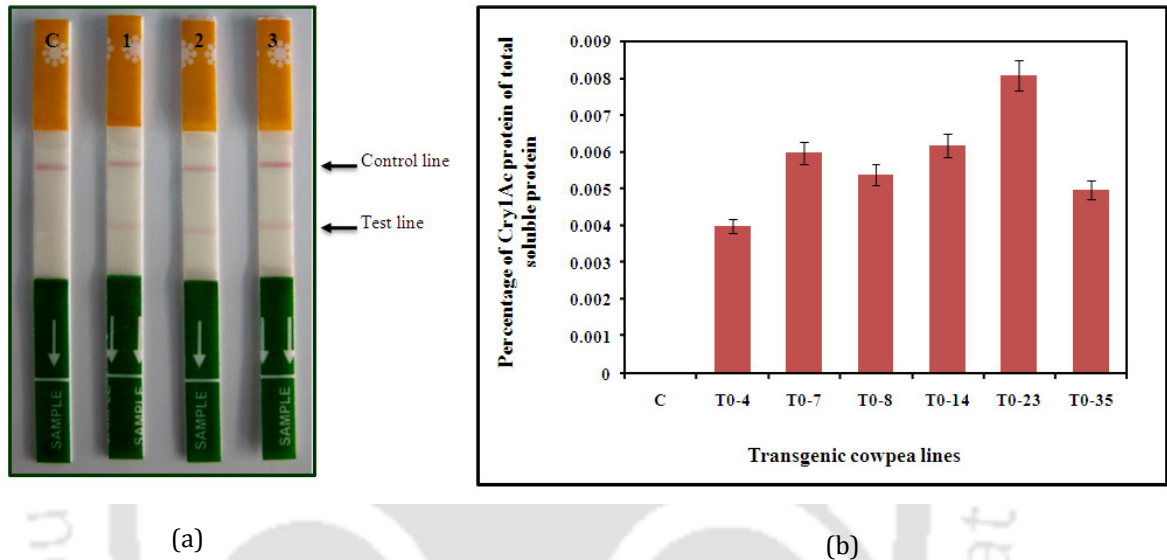 C 1 2 3
Control line
Test line
SAMPLE SAMPLE SAMPLE SAMPLE SAMPLE
Percentage of Cry1Ac protein of total
soluble protein
0.009
0.008
0.007
0.006
0.005
0.004
0.003
0.002
0.001
0
C T0-4 T0-7 T0-8 T0-14 T0-23 T0-35
Transgenic cowpea lines
(a) (b)
at